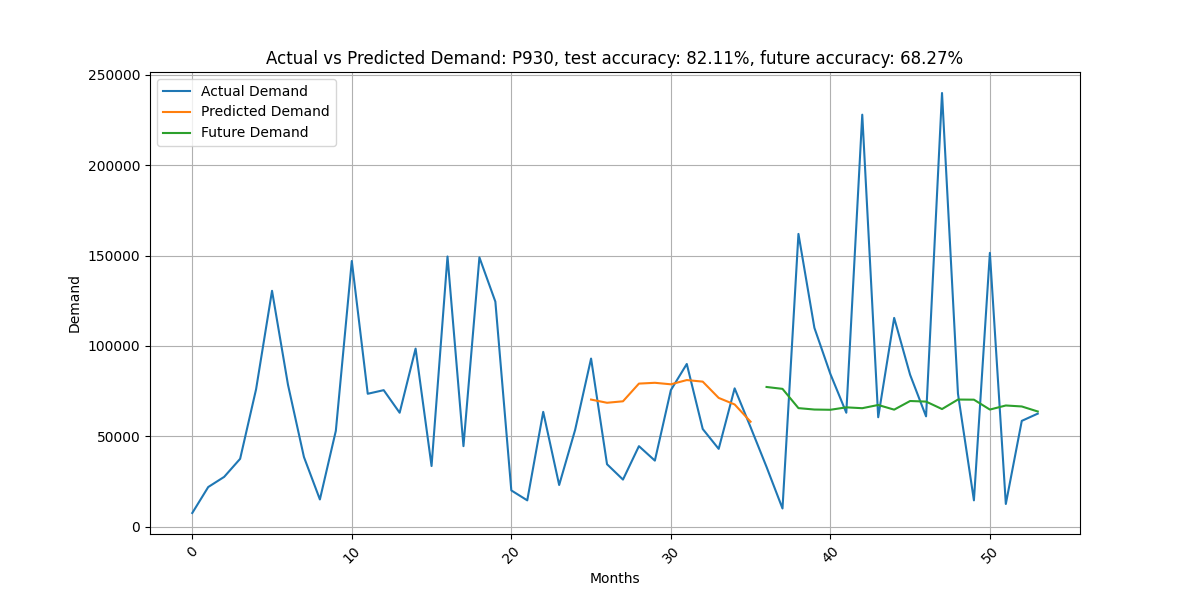 Actual vs Predicted Demand: P930, test accuracy: 82.11%, future accuracy: 68.27%
250000
Actual Demand
Predicted Demand
Future Demand
200000
150000
100000
50000
0
Demand
0
10
20
30
40
50
Months